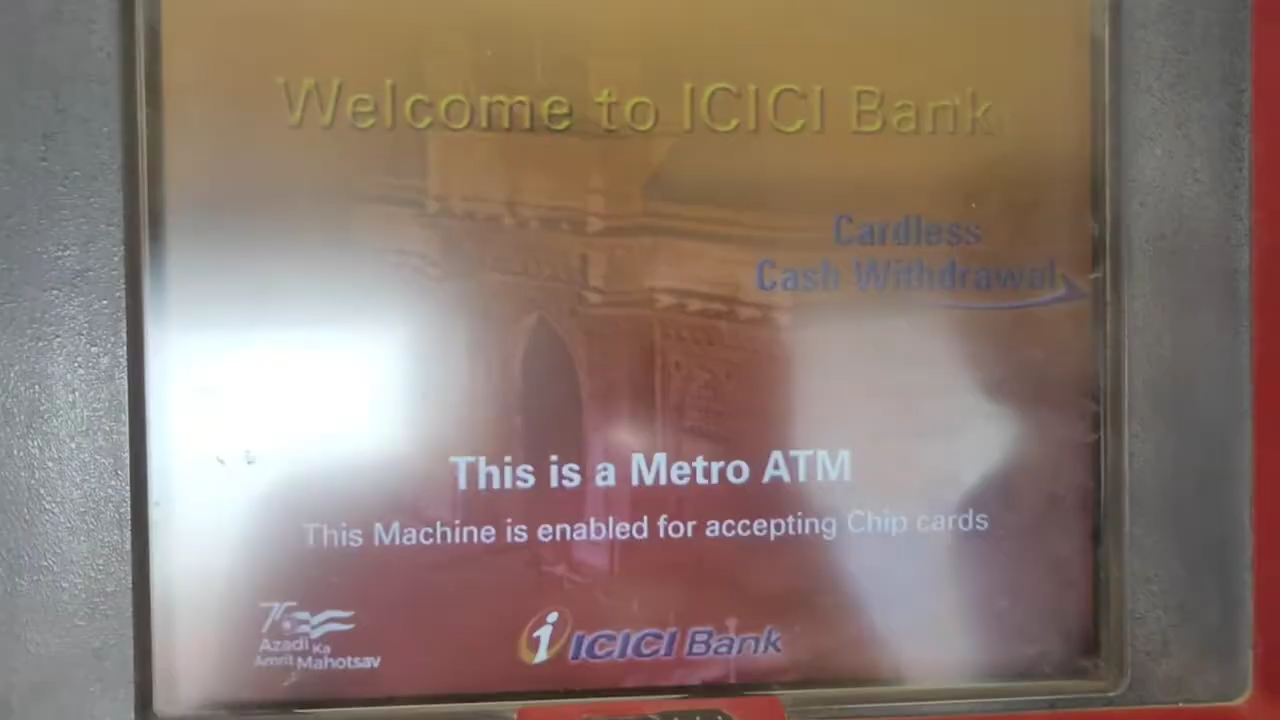 Welcome to ICICI Bank
Cardless
Cash Withdrawal
This is a Metro ATM
This Machine is enabled for accepting Chip cards
75
Azadi Ka
Amrit Mahotsav
i ICICI Bank